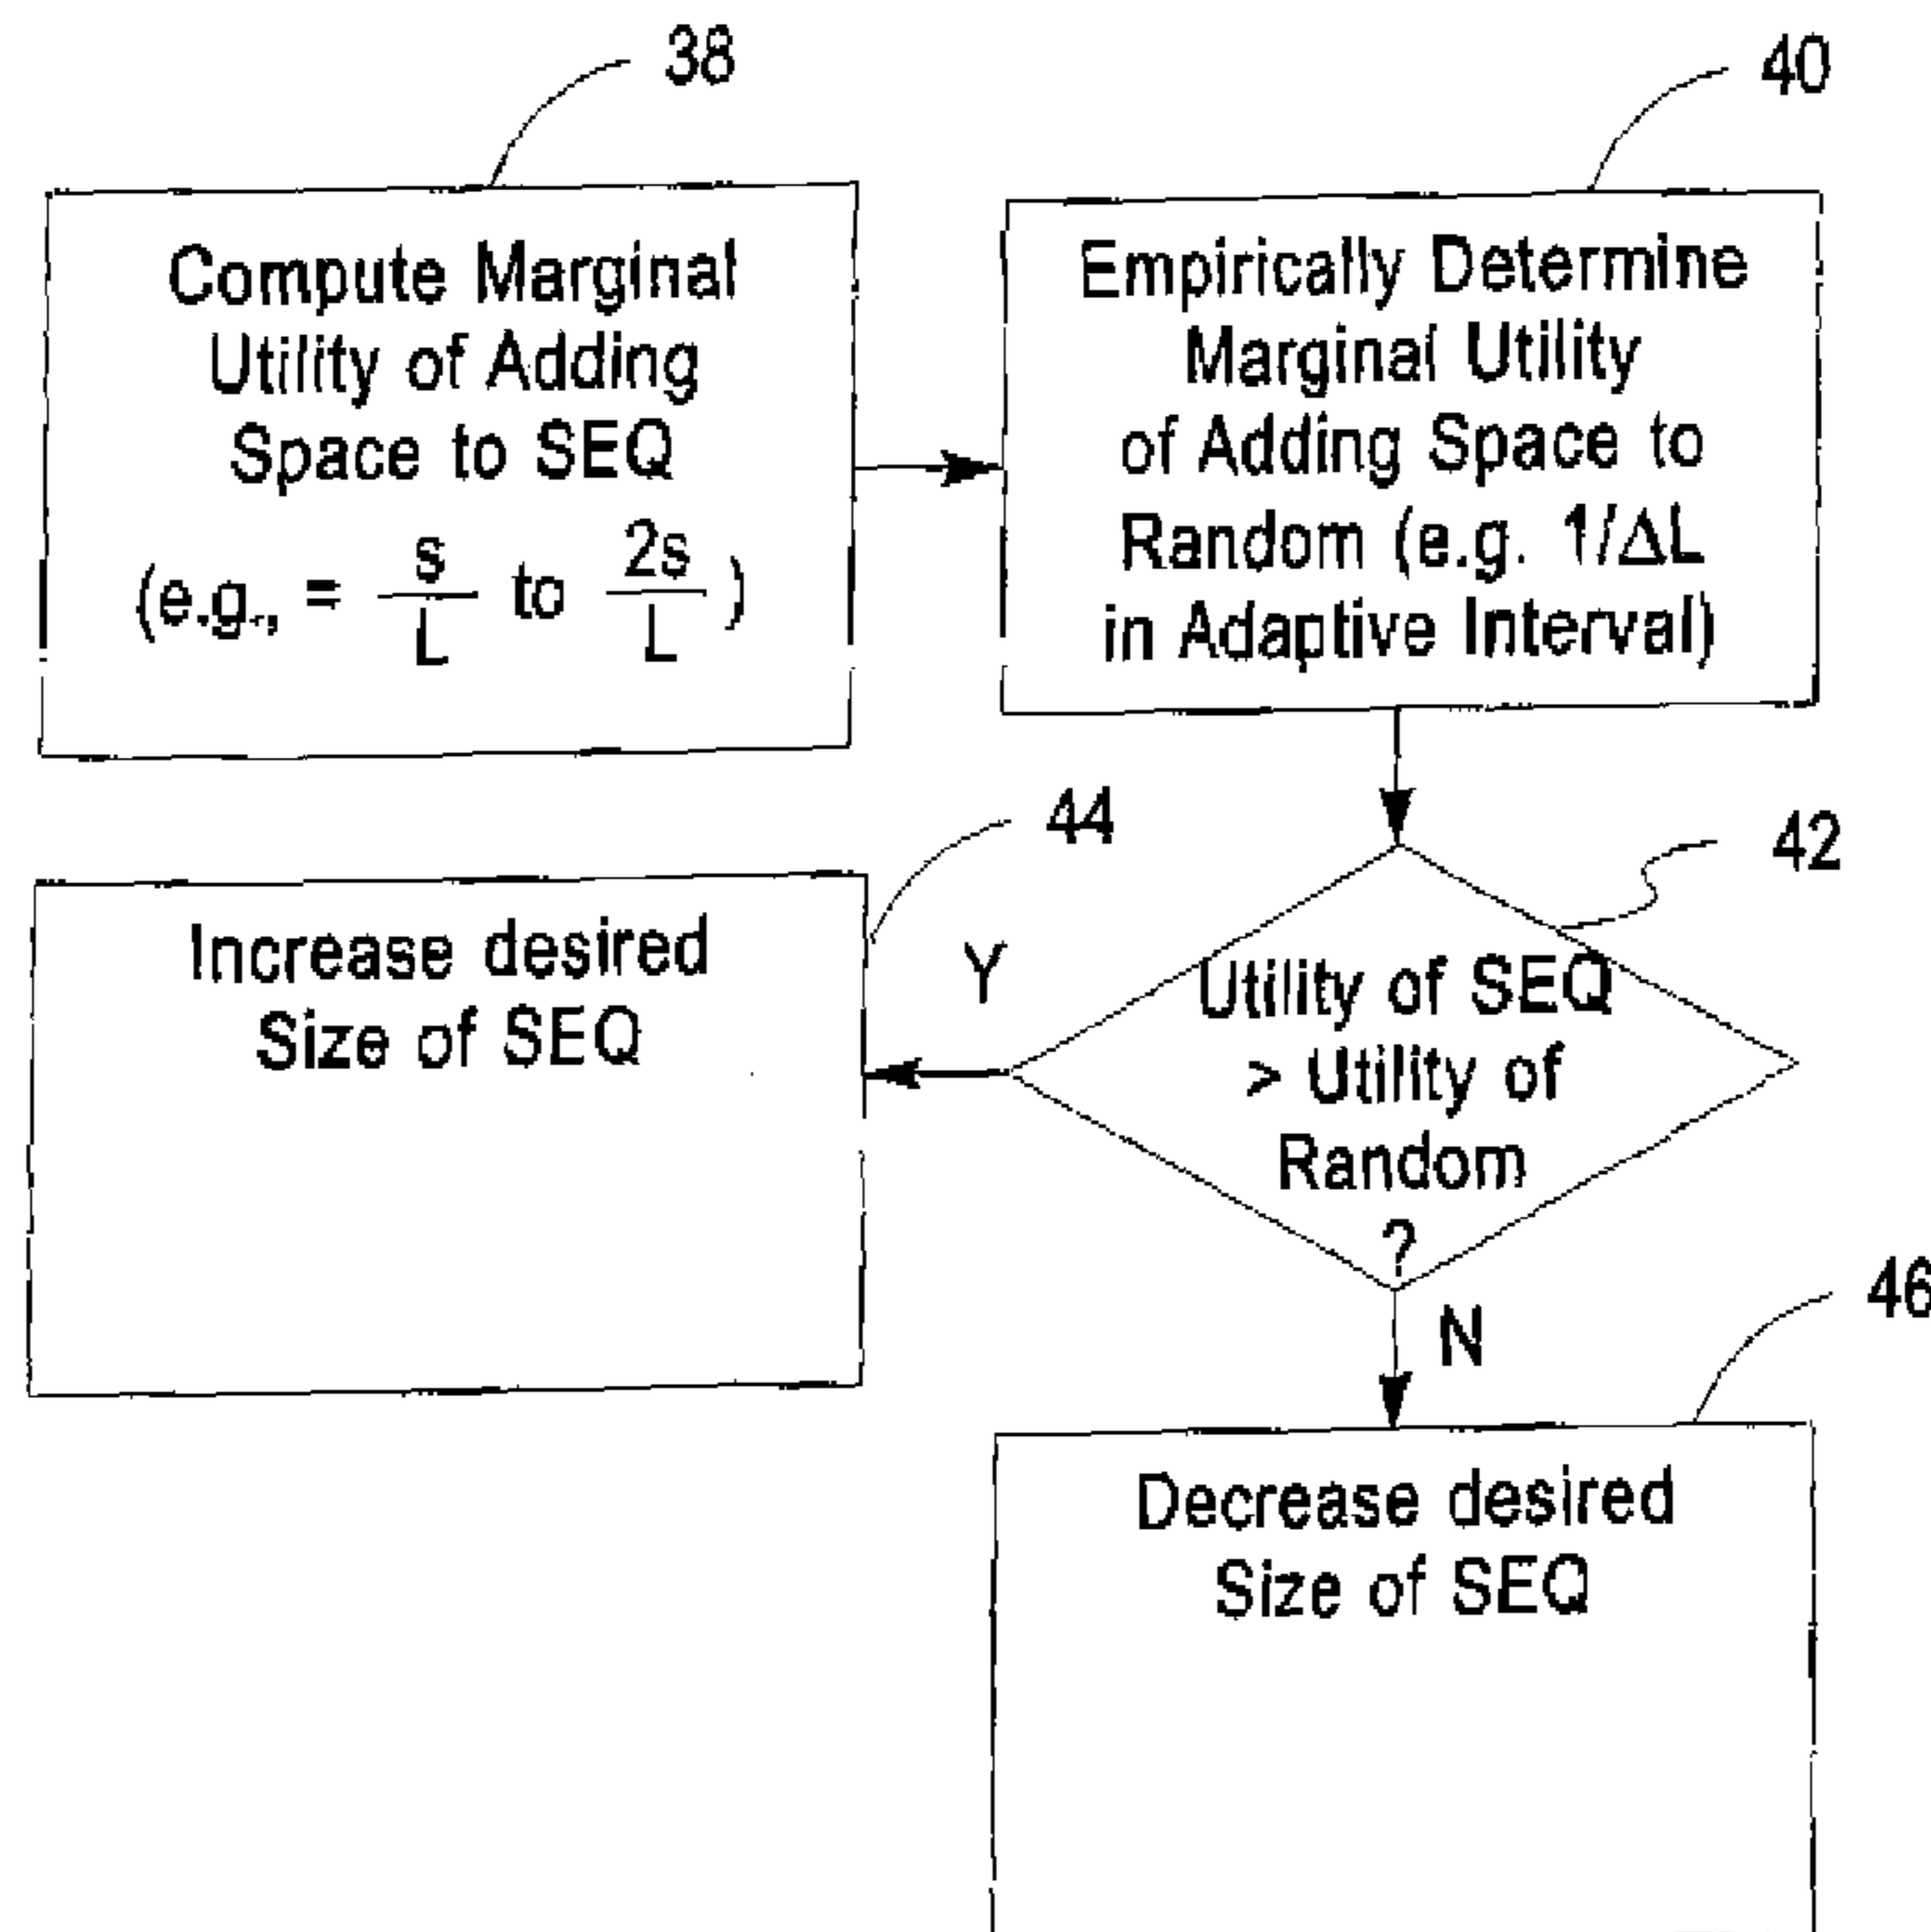 38
Compute Marginal
Utility of Adding
Space to SEQ
(e.g., = s/L to 2s/L)
40
Empirically Determine
Marginal Utility
of Adding Space to
Random (e.g. 1/ΔL
in Adaptive Interval)
42
Utility of SEQ
> Utility of
Random
?
Y
N
44
Increase desired
Size of SEQ
46
Decrease desired
Size of SEQ